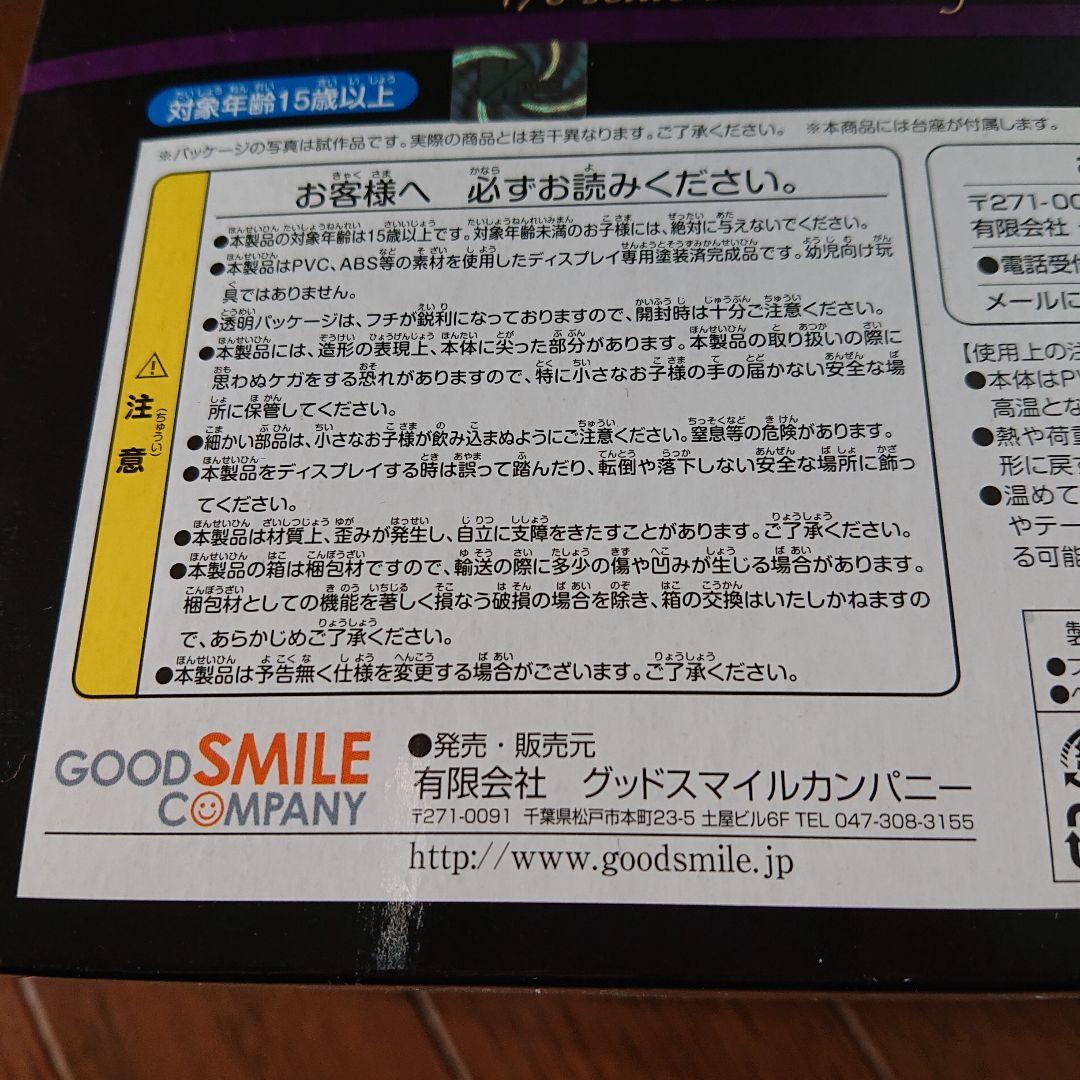 対象年齢15歳以上
※パッケージの写真は試作品です。実際の商品とは若干異なります。ご了承ください。 ※本商品には台座が付属します。
お客様へ 必ずお読みください。
●本製品の対象年齢は15歳以上です。対象年齢未満のお子様には、絶対に与えないでください。
●本製品はPVC、ABS等の素材を使用したディスプレイ専用塗装済完成品です。幼児向け玩
具ではありません。
●透明パッケージは、フチが鋭利になっておりますので、開封時は十分ご注意ください。
●本製品には、造形の表現上、本体に尖った部分があります。本製品の取り扱いの際に
思わぬケガをする恐れがありますので、特に小さなお子様の手の届かない安全な場
所に保管してください。
●細かい部品は、小さなお子様が飲み込まぬようにご注意ください。窒息等の危険があります。
●本製品をディスプレイする時は誤って踏んだり、転倒や落下しない安全な場所に飾っ
てください。
●本製品は材質上、歪みが発生し、自立に支障をきたすことがあります。ご了承ください。
●本製品の箱は梱包材ですので、輸送の際に多少の傷や凹みが生じる場合があります。
梱包材としての機能を著しく損なう破損の場合を除き、箱の交換はいたしかねますの
で、あらかじめご了承ください。
●本製品は予告無く仕様を変更する場合がございます。ご了承ください。
注意
(ちゅうい)
GOOD SMILE
COMPANY
●発売・販売元
有限会社 グッドスマイルカンパニー
〒271-0091 千葉県松戸市本町23-5 土屋ビル6F TEL 047-308-3155
http://www.goodsmile.jp
〒271-00
有限会社
●電話受付
メールに
【使用上の注
●本体はPV
高温とな
●熱や荷重
形に戻す
●温めて
やテー
る可能
製